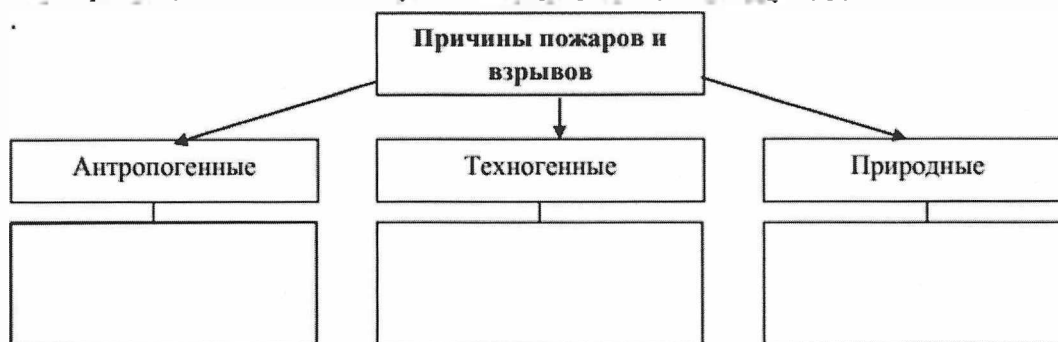 Причины пожаров и
взрывов
Антропогенные
Техногенные
Природные